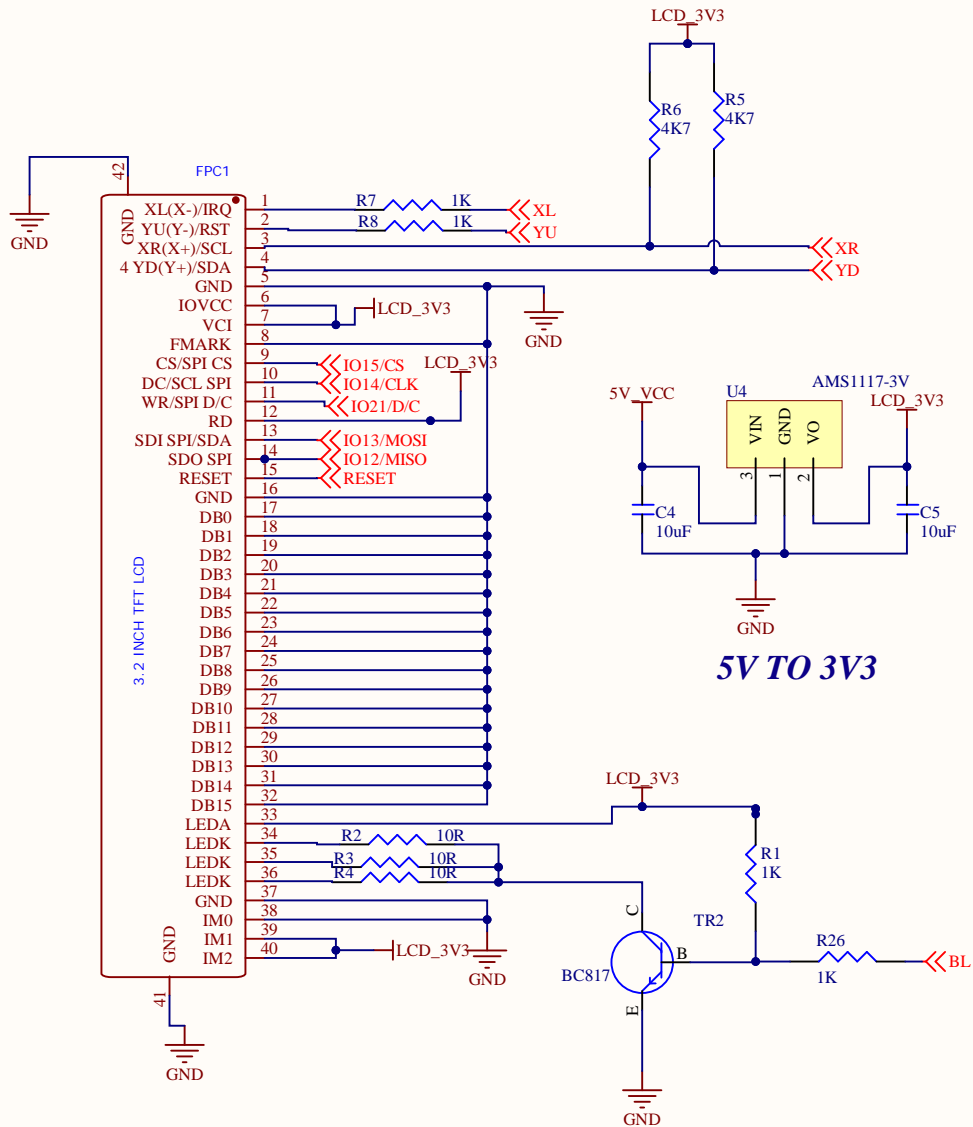 LCD_3V3
R6
4K7
R5
4K7
42
FPC1
GND
GND
XL(X-)/IRQ 1 R7 1K XL
YU(Y-)/RST 2 R8 1K YU
XR(X+)/SCL 3 XR
4 YD(Y+)/SDA 4 YD
GND 5
IOVCC 6
VCI 7 LCD_3V3
GND
FMARK 8
CS/SPI CS 9 IO15/CS
LCD_3V3
DC/SCL SPI 10 IO14/CLK
WR/SPI D/C 11 IO21/D/C
RD 12
SDI SPI/SDA 13 IO13/MOSI
SDO SPI 14 IO12/MISO
RESET 15 RESET
GND 16
DB0 17
DB1 18
DB2 19
DB3 20
DB4 21
DB5 22
DB6 23
DB7 24
DB8 25
DB9 26
DB10 27
DB11 28
DB12 29
DB13 30
DB14 31
DB15 32
LEDA 33
LEDK 34 R2 10R
LEDK 35 R3 10R
LEDK 36 R4 10R
GND 37
IM0 38
IM1 39
IM2 40 LCD_3V3
GND
GND
41
GND
3.2 INCH TFT LCD
U4 AMS1117-3V
5V_VCC
LCD_3V3
VIN GND VO
3 1 2
C4
10uF
C5
10uF
GND
5V TO 3V3
LCD_3V3
R1
1K
C TR2
B
BC817
E
R26
1K
BL
GND